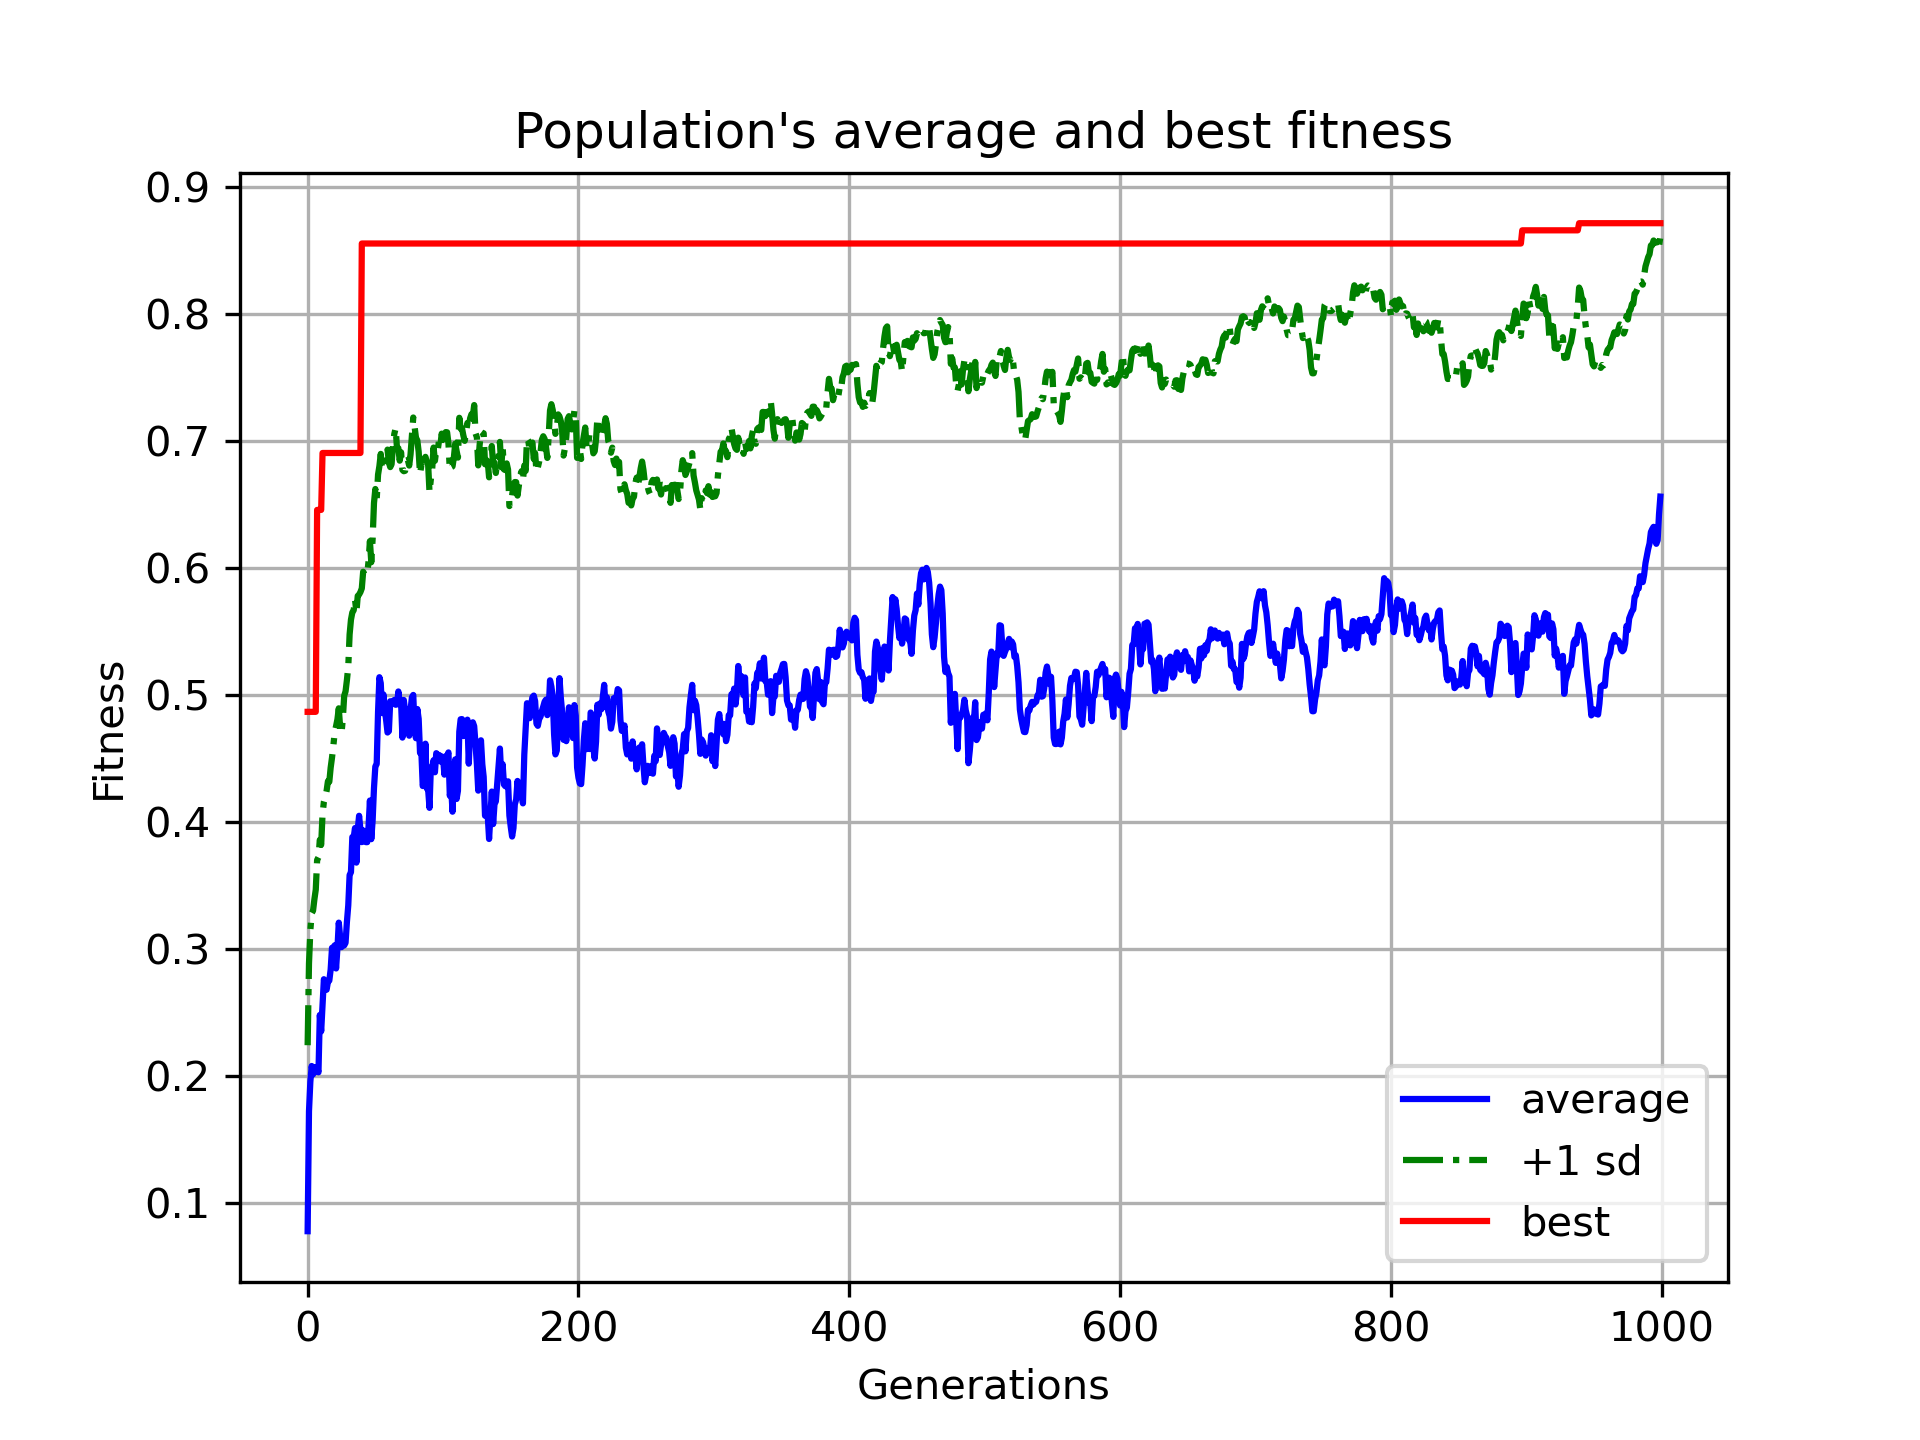 Population's average and best fitness
Fitness
0.9
0.8
0.7
0.6
0.5
0.4
0.3
0.2
0.1
0 200 400 600 800 1000
Generations
average
+1 sd
best